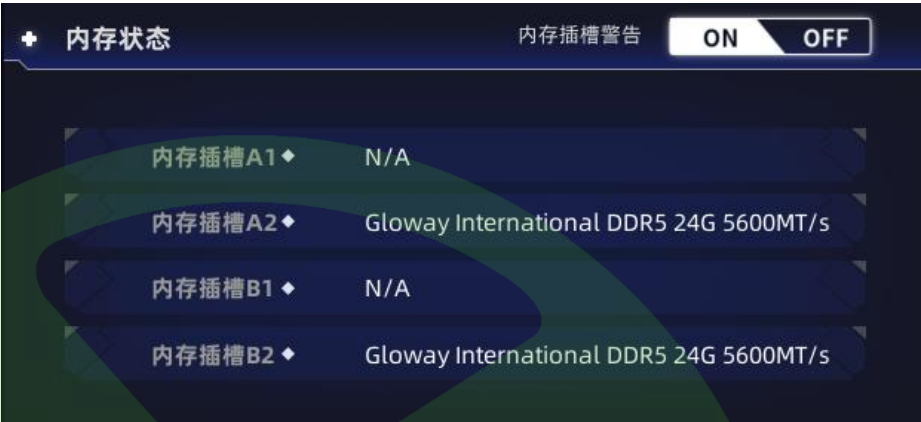 内存状态 内存插槽警告 ON OFF
内存插槽A1 N/A
内存插槽A2 Gloway International DDR5 24G 5600MT/s
内存插槽B1 N/A
内存插槽B2 Gloway International DDR5 24G 5600MT/s